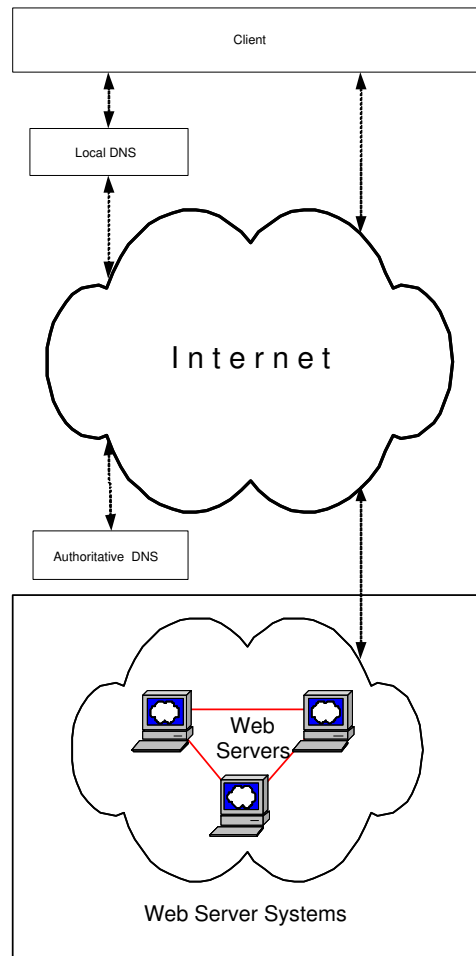 Client
Local DNS
I n t e r n e t
Authoritative DNS
Web
Servers
Web Server Systems